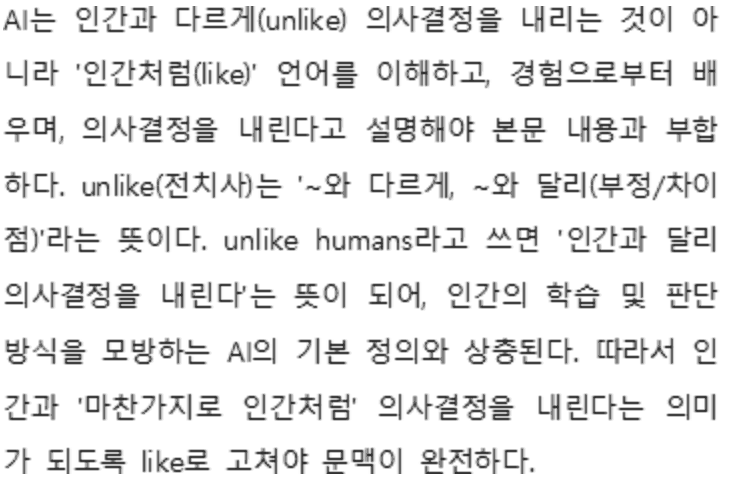 AI는 인간과 다르게(unlike) 의사결정을 내리는 것이 아
니라 '인간처럼(like)' 언어를 이해하고, 경험으로부터 배
우며, 의사결정을 내린다고 설명해야 본문 내용과 부합
하다. unlike(전치사)는 '~와 다르게, ~와 달리(부정/차이
점)'라는 뜻이다. unlike humans라고 쓰면 '인간과 달리
의사결정을 내린다'는 뜻이 되어, 인간의 학습 및 판단
방식을 모방하는 AI의 기본 정의와 상충된다. 따라서 인
간과 '마찬가지로 인간처럼' 의사결정을 내린다는 의미
가 되도록 like로 고쳐야 문맥이 완전하다.